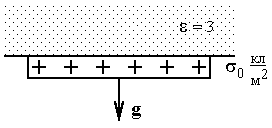 ε = 3
+ + + + + +
σ₀ кл/м²
g